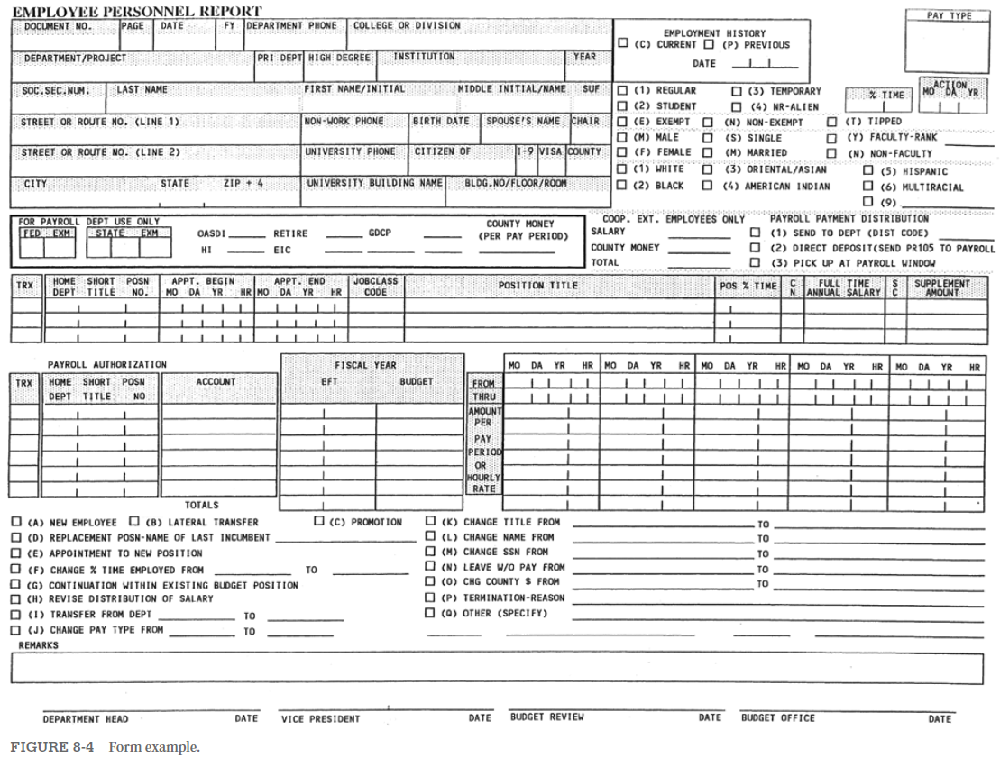 EMPLOYEE PERSONNEL REPORT
DOCUMENT NO. PAGE DATE FY DEPARTMENT PHONE COLLEGE OR DIVISION
EMPLOYMENT HISTORY
(C) CURRENT (P) PREVIOUS
DATE
PAY TYPE
DEPARTMENT/PROJECT PRI DEPT HIGH DEGREE INSTITUTION YEAR
SOC.SEC.NUM. LAST NAME FIRST NAME/INITIAL MIDDLE INITIAL/NAME SUF
(1) REGULAR (3) TEMPORARY
(2) STUDENT (4) NR-ALIEN
% TIME
ACTION
MO DA YR
STREET OR ROUTE NO. (LINE 1) NON-WORK PHONE BIRTH DATE SPOUSE'S NAME CHAIR
(E) EXEMPT (N) NON-EXEMPT (T) TIPPED
(M) MALE (S) SINGLE (Y) FACULTY-RANK
STREET OR ROUTE NO. (LINE 2) UNIVERSITY PHONE CITIZEN OF I-9 VISA COUNTY
(F) FEMALE (M) MARRIED (N) NON-FACULTY
(1) WHITE (3) ORIENTAL/ASIAN (5) HISPANIC
CITY STATE ZIP + 4 UNIVERSITY BUILDING NAME BLDG.NO/FLOOR/ROOM
(2) BLACK (4) AMERICAN INDIAN (6) MULTIRACIAL
(9)
FOR PAYROLL DEPT USE ONLY
FED EXM STATE EXM OASDI RETIRE GDCP
HI EIC
COUNTY MONEY
(PER PAY PERIOD)
COOP. EXT. EMPLOYEES ONLY
SALARY
COUNTY MONEY
TOTAL
PAYROLL PAYMENT DISTRIBUTION
(1) SEND TO DEPT (DIST CODE)
(2) DIRECT DEPOSIT(SEND PR105 TO PAYROLL
(3) PICK UP AT PAYROLL WINDOW
TRX HOME SHORT POSN APPT. BEGIN APPT. END JOBCLASS POSITION TITLE POS % TIME C FULL TIME S SUPPLEMENT
DEPT TITLE NO. MO DA YR HR MO DA YR HR CODE N ANNUAL SALARY C AMOUNT
PAYROLL AUTHORIZATION FISCAL YEAR MO DA YR HR MO DA YR HR MO DA YR HR MO DA YR HR MO DA YR HR
TRX HOME SHORT POSN ACCOUNT EFT BUDGET FROM
DEPT TITLE NO THRU
AMOUNT
PER
PAY
PERIOD
OR
HOURLY
RATE
TOTALS
(A) NEW EMPLOYEE (B) LATERAL TRANSFER (C) PROMOTION
(D) REPLACEMENT POSN-NAME OF LAST INCUMBENT
(E) APPOINTMENT TO NEW POSITION
(F) CHANGE % TIME EMPLOYED FROM TO
(G) CONTINUATION WITHIN EXISTING BUDGET POSITION
(H) REVISE DISTRIBUTION OF SALARY
(I) TRANSFER FROM DEPT TO
(J) CHANGE PAY TYPE FROM TO
(K) CHANGE TITLE FROM TO
(L) CHANGE NAME FROM TO
(M) CHANGE SSN FROM TO
(N) LEAVE W/O PAY FROM TO
(O) CHG COUNTY $ FROM TO
(P) TERMINATION-REASON
(Q) OTHER (SPECIFY)
REMARKS
DEPARTMENT HEAD DATE VICE PRESIDENT DATE BUDGET REVIEW DATE BUDGET OFFICE DATE
FIGURE 8-4 Form example.